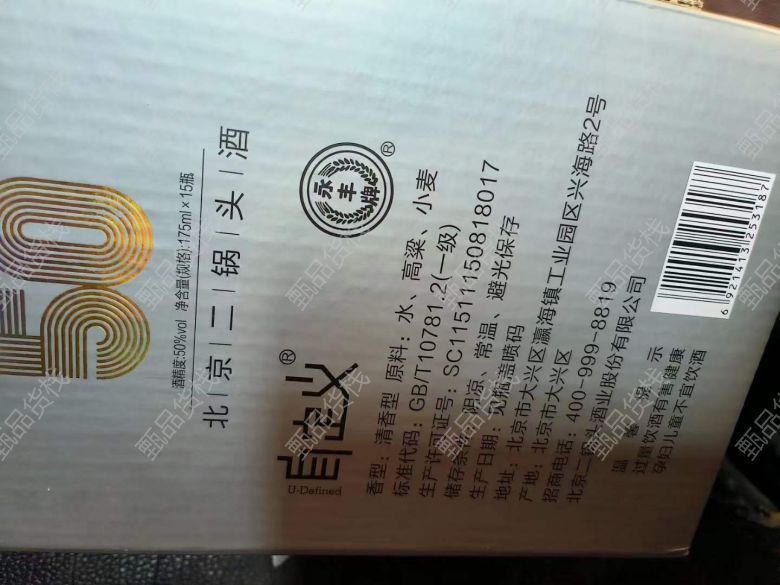 50
酒精度:50%vol 净含量(规格):175ml×15瓶
北|京|二|锅|头|酒
永丰牌®
自定义®
U-Defined
香型：清香型 原料：水、高粱、小麦
标准代码：GB/T10781.2(一级)
生产许可证号：SC11511150818017
储存条件：阴凉、常温、避光保存
生产日期：见瓶盖喷码
地址：北京市大兴区瀛海镇工业园区兴海路2号
产地：北京市大兴区
招商电话：400-999-8819
北京二锅头酒业股份有限公司
温馨提示
过量饮酒有害健康
孕妇儿童不宜饮酒
6921413253187
甄品货栈